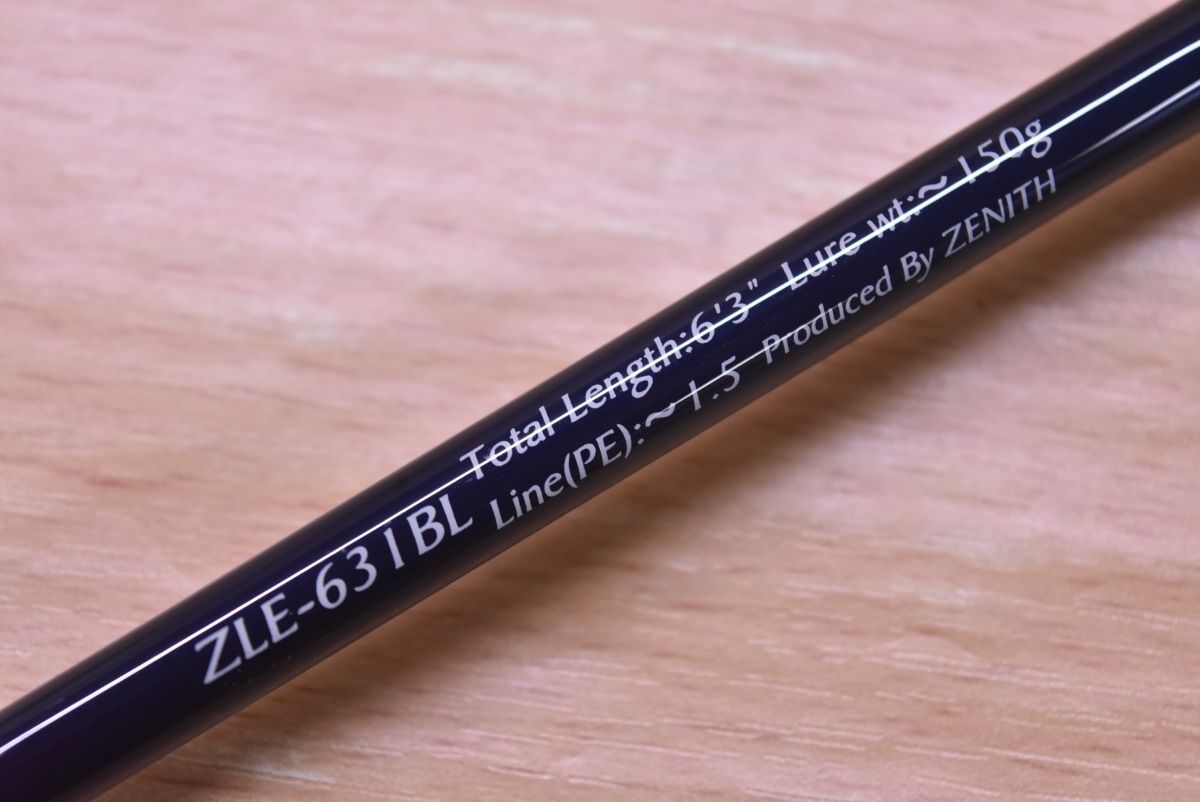 ZLE-631BL
Total Length:6'3" Lure wt:~150g
Line(PE):~1.5 Produced By ZENITH